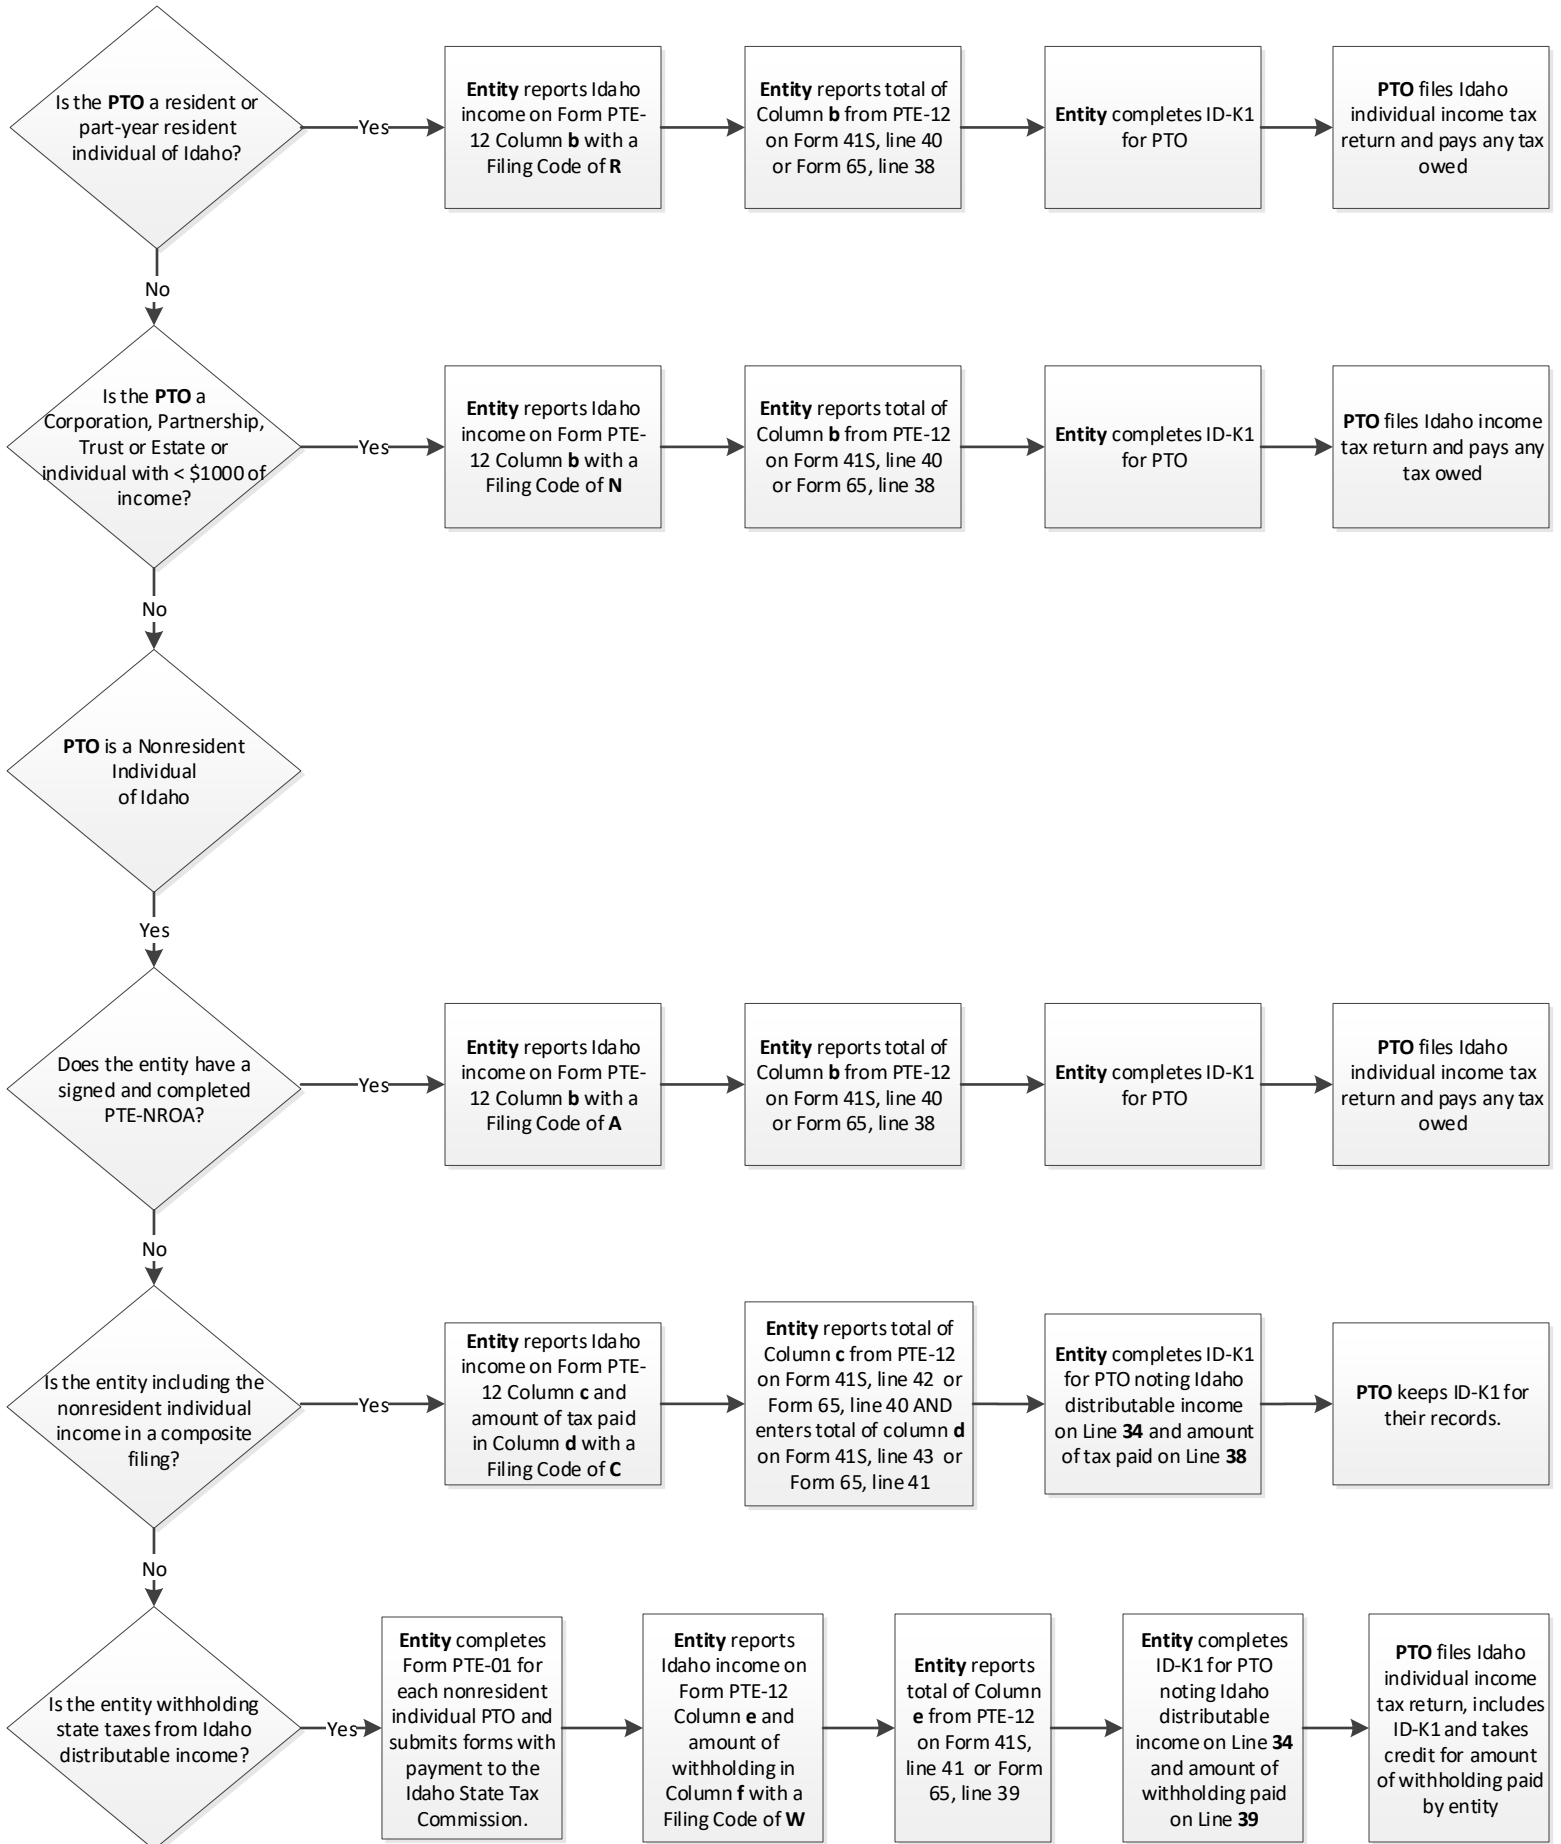 Is the PTO a resident or
part-year resident
individual of Idaho?
Yes
Entity reports Idaho
income on Form PTE-
12 Column b with a
Filing Code of R
Entity reports total of
Column b from PTE-12
on Form 41S, line 40
or Form 65, line 38
Entity completes ID-K1
for PTO
PTO files Idaho
individual income tax
return and pays any tax
owed
No
Is the PTO a
Corporation, Partnership,
Trust or Estate or
individual with < $1000 of
income?
Yes
Entity reports Idaho
income on Form PTE-
12 Column b with a
Filing Code of N
Entity reports total of
Column b from PTE-12
on Form 41S, line 40
or Form 65, line 38
Entity completes ID-K1
for PTO
PTO files Idaho income
tax return and pays any
tax owed
No
PTO is a Nonresident
Individual
of Idaho
Yes
Does the entity have a
signed and completed
PTE-NROA?
Yes
Entity reports Idaho
income on Form PTE-
12 Column b with a
Filing Code of A
Entity reports total of
Column b from PTE-12
on Form 41S, line 40
or Form 65, line 38
Entity completes ID-K1
for PTO
PTO files Idaho
individual income tax
return and pays any tax
owed
No
Is the entity including the
nonresident individual
income in a composite
filing?
Yes
Entity reports Idaho
income on Form PTE-
12 Column c and
amount of tax paid
in Column d with a
Filing Code of C
Entity reports total of
Column c from PTE-12
on Form 41S, line 42 or
Form 65, line 40 AND
enters total of column d
on Form 41S, line 43 or
Form 65, line 41
Entity completes ID-K1
for PTO noting Idaho
distributable income
on Line 34 and amount
of tax paid on Line 38
PTO keeps ID-K1 for
their records.
No
Is the entity withholding
state taxes from Idaho
distributable income?
Yes
Entity completes
Form PTE-01 for
each nonresident
individual PTO and
submits forms with
payment to the
Idaho State Tax
Commission.
Entity reports
Idaho income on
Form PTE-12
Column e and
amount of
withholding in
Column f with a
Filing Code of W
Entity reports
total of Column
e from PTE-12
on Form 41S,
line 41 or Form
65, line 39
Entity completes
ID-K1 for PTO
noting Idaho
distributable
income on Line 34
and amount of
withholding paid
on Line 39
PTO files Idaho
individual income
tax return, includes
ID-K1 and takes
credit for amount
of withholding paid
by entity